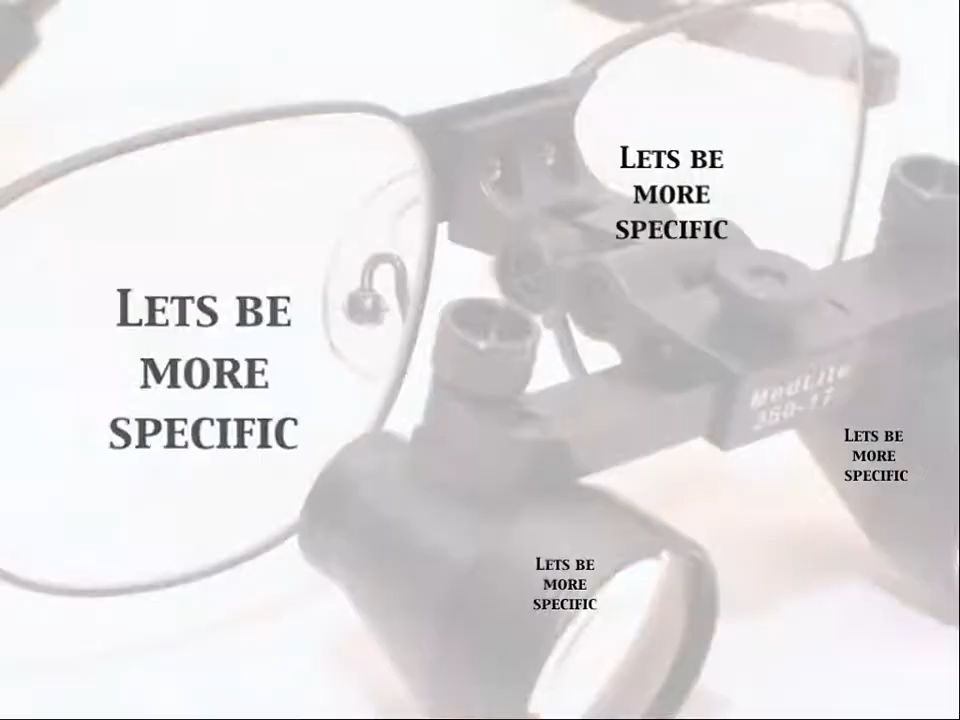 LETS BE
MORE
SPECIFIC
LETS BE
MORE
SPECIFIC
MedLite
350-17
LETS BE
MORE
SPECIFIC
LETS BE
MORE
SPECIFIC